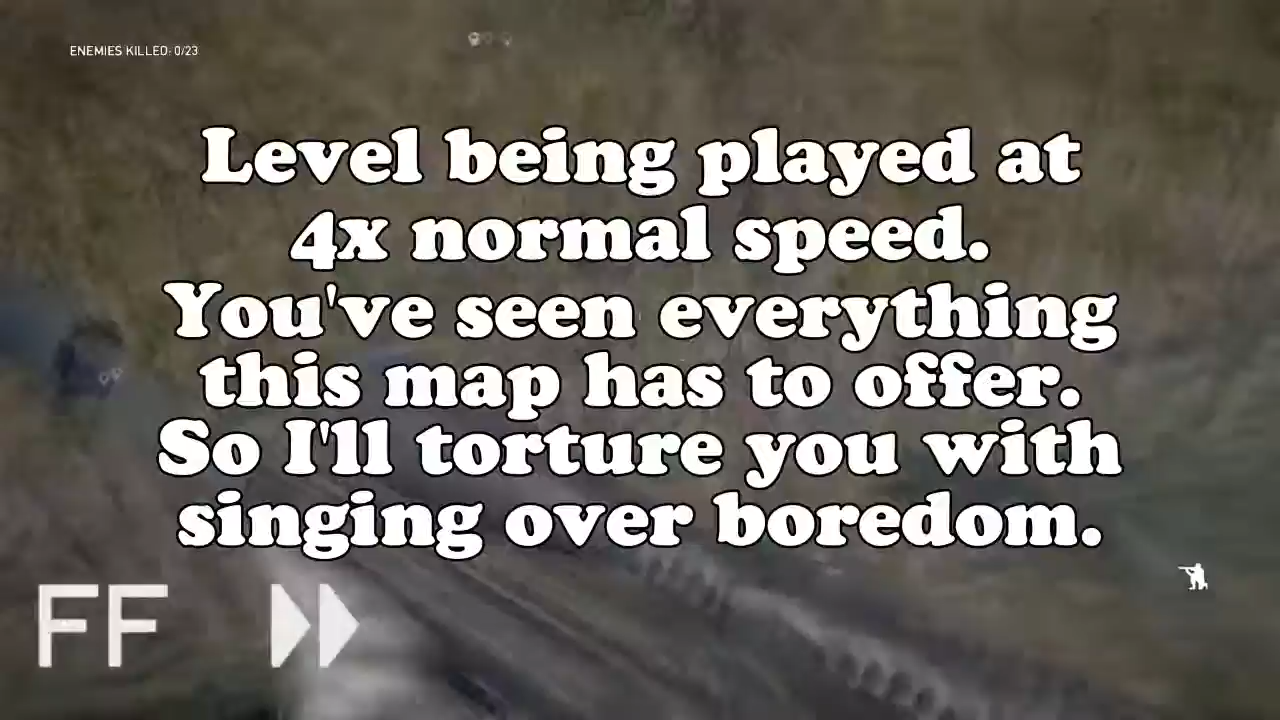 ENEMIES KILLED: 0/23
Level being played at
4x normal speed.
You've seen everything
this map has to offer.
So I'll torture you with
singing over boredom.
FF